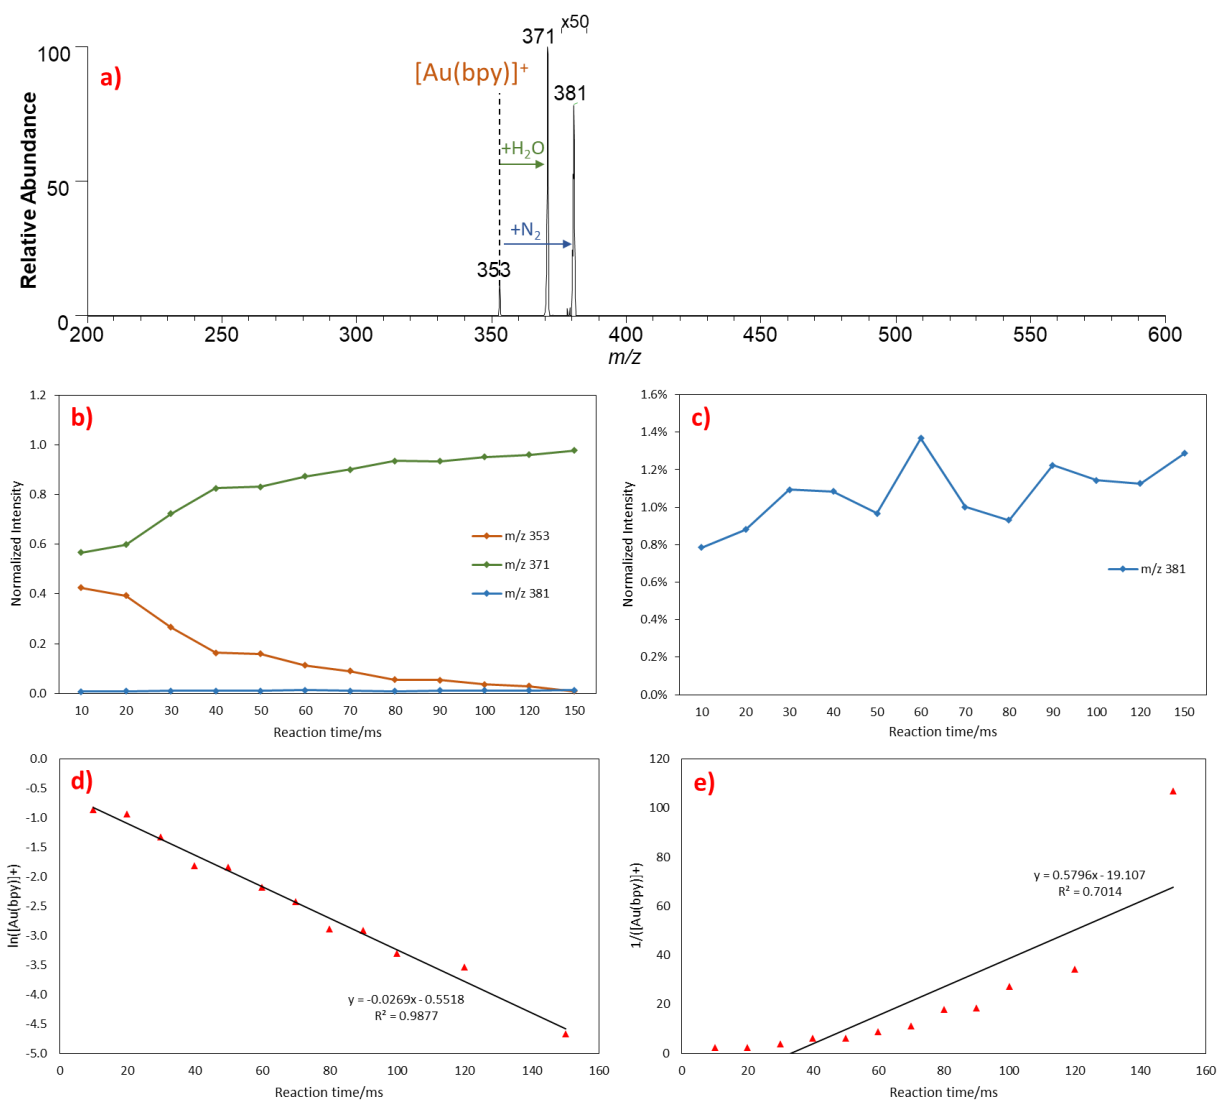 a)
Relative Abundance
100
50
0
[Au(bpy)]⁺
371
x50
381
+H₂O
+N₂
353
200 250 300 350 400 450 500 550 600
m/z
b)
Normalized Intensity
1.2
1.0
0.8
0.6
0.4
0.2
0.0
m/z 353
m/z 371
m/z 381
10 20 30 40 50 60 70 80 90 100 120 150
Reaction time/ms
c)
Normalized Intensity
1.6%
1.4%
1.2%
1.0%
0.8%
0.6%
0.4%
0.2%
0.0%
m/z 381
10 20 30 40 50 60 70 80 90 100 120 150
Reaction time/ms
d)
ln([Au(bpy)]+)
0.0
-0.5
-1.0
-1.5
-2.0
-2.5
-3.0
-3.5
-4.0
-4.5
-5.0
y = -0.0269x - 0.5518
R² = 0.9877
0 20 40 60 80 100 120 140 160
Reaction time/ms
e)
1/([Au(bpy)]+)
120
100
80
60
40
20
0
y = 0.5796x - 19.107
R² = 0.7014
0 20 40 60 80 100 120 140 160
Reaction time/ms